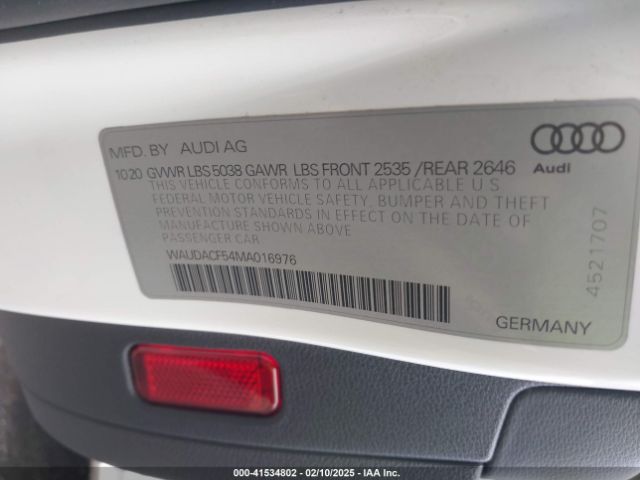 MFD. BY AUDI AG
10 20 GVWR LBS 5038 GAWR LBS FRONT 2535 /REAR 2646
THIS VEHICLE CONFORMS TO ALL APPLICABLE U S
FEDERAL MOTOR VEHICLE SAFETY, BUMPER AND THEFT
PREVENTION STANDARDS IN EFFECT ON THE DATE OF
MANUFACTURE SHOWN ABOVE
PASSENGER CAR
WAUDACF54MA016976
Audi
4521707
GERMANY
000-41534802 - 02/10/2025 - IAA Inc.